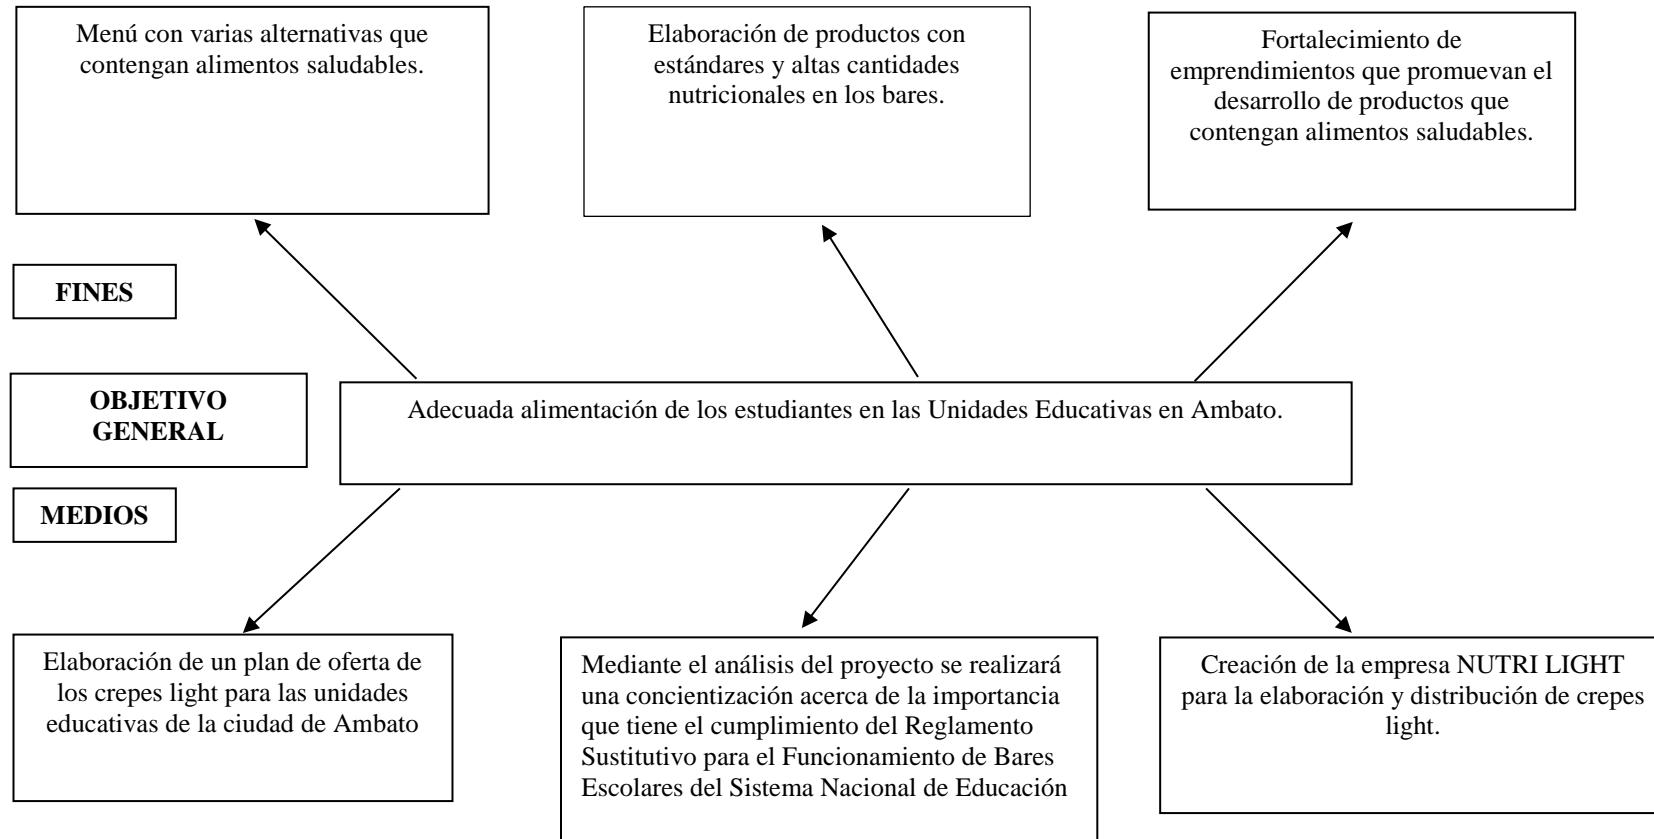 Menú con varias alternativas que
contengan alimentos saludables.
Elaboración de productos con
estándares y altas cantidades
nutricionales en los bares.
Fortalecimiento de
emprendimientos que promuevan el
desarrollo de productos que
contengan alimentos saludables.
FINES
OBJETIVO
GENERAL
Adecuada alimentación de los estudiantes en las Unidades Educativas en Ambato.
MEDIOS
Elaboración de un plan de oferta de
los crepes light para las unidades
educativas de la ciudad de Ambato
Mediante el análisis del proyecto se realizará
una concientización acerca de la importancia
que tiene el cumplimiento del Reglamento
Sustitutivo para el Funcionamiento de Bares
Escolares del Sistema Nacional de Educación
Creación de la empresa NUTRI LIGHT
para la elaboración y distribución de crepes
light.